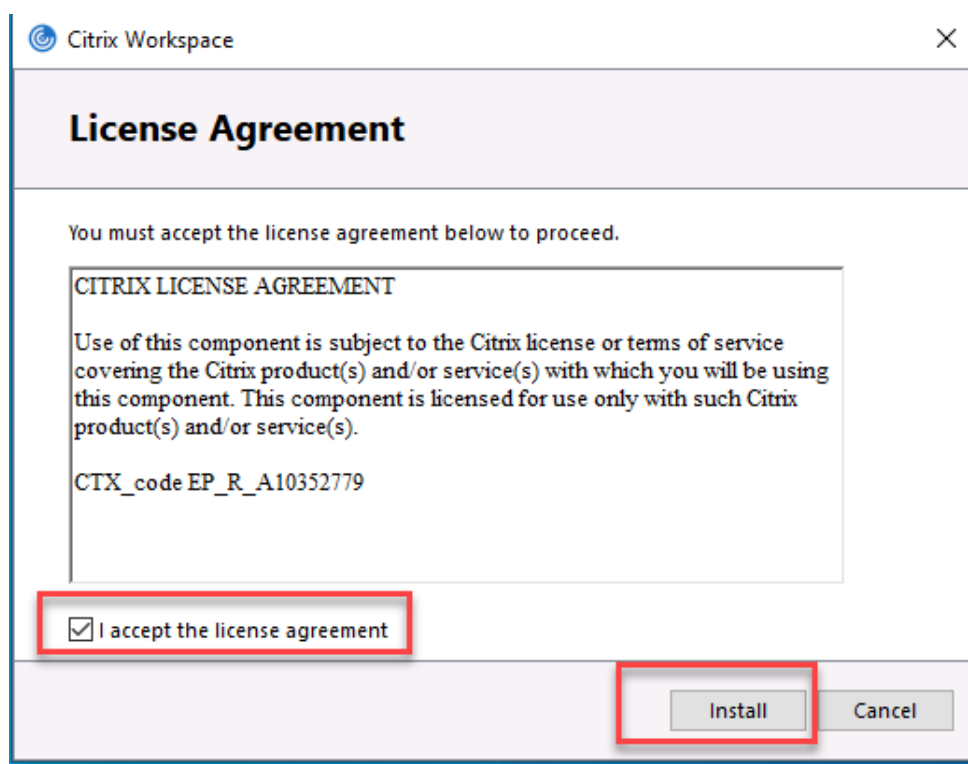 Citrix Workspace
License Agreement
You must accept the license agreement below to proceed.
CITRIX LICENSE AGREEMENT
Use of this component is subject to the Citrix license or terms of service
covering the Citrix product(s) and/or service(s) with which you will be using
this component. This component is licensed for use only with such Citrix
product(s) and/or service(s).
CTX_code EP_R_A10352779
I accept the license agreement
Install Cancel